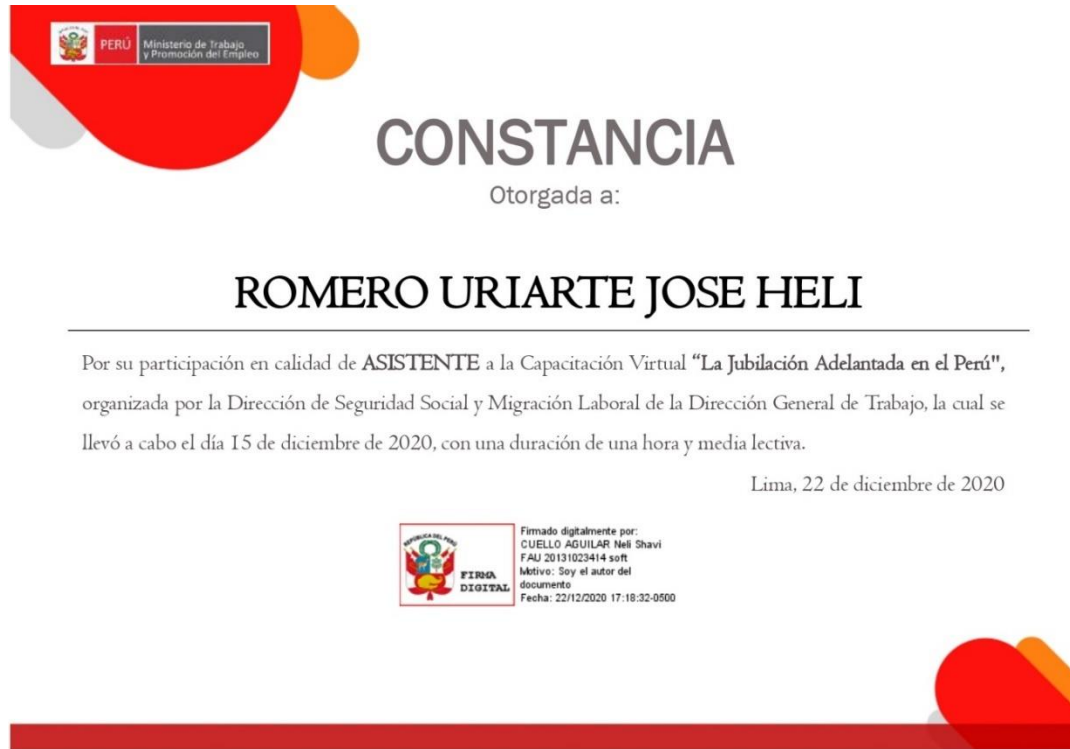 PERÚ
Ministerio de Trabajo
y Promoción del Empleo
CONSTANCIA
Otorgada a:
ROMERO URIARTE JOSE HELI
Por su participación en calidad de ASISTENTE a la Capacitación Virtual “La Jubilación Adelantada en el Perú",
organizada por la Dirección de Seguridad Social y Migración Laboral de la Dirección General de Trabajo, la cual se
llevó a cabo el día 15 de diciembre de 2020, con una duración de una hora y media lectiva.
Lima, 22 de diciembre de 2020
REPÚBLICA DEL PERÚ
FIRMA
DIGITAL
Firmado digitalmente por:
CUELLO AGUILAR Neli Shavi
FAU 20131023414 soft
Motivo: Soy el autor del
documento
Fecha: 22/12/2020 17:18:32-0500